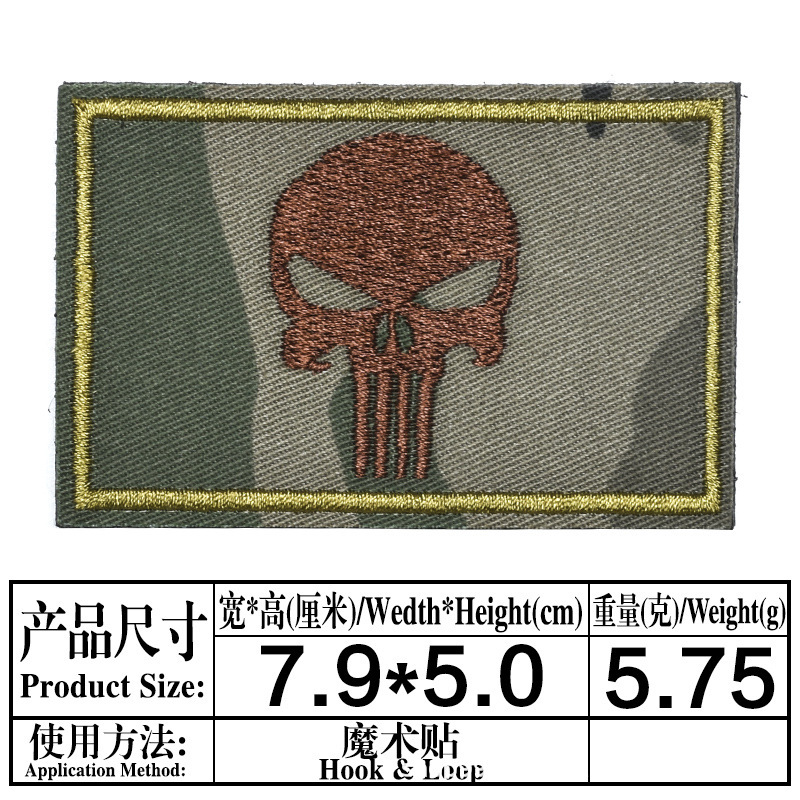 产品尺寸
Product Size:
宽*高(厘米)/Wedth*Height(cm)
重量(克)/Weight(g)
7.9*5.0
5.75
使用方法:
Application Method:
魔术贴
Hook & Loop